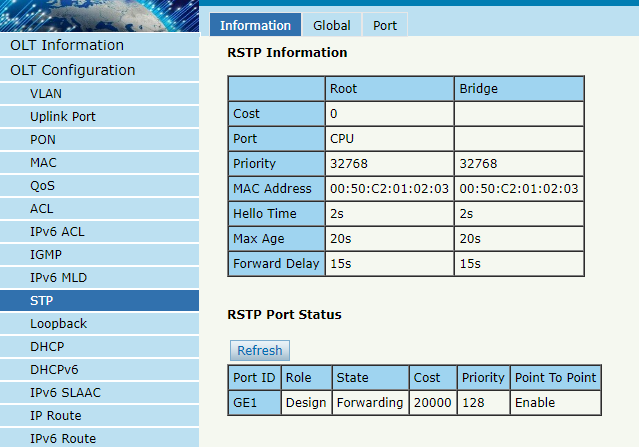 Information Global Port
OLT Information
OLT Configuration
VLAN
Uplink Port
PON
MAC
QoS
ACL
IPv6 ACL
IGMP
IPv6 MLD
STP
Loopback
DHCP
DHCPv6
IPv6 SLAAC
IP Route
IPv6 Route
RSTP Information
Root Bridge
Cost 0
Port CPU
Priority 32768 32768
MAC Address 00:50:C2:01:02:03 00:50:C2:01:02:03
Hello Time 2s 2s
Max Age 20s 20s
Forward Delay 15s 15s
RSTP Port Status
Refresh
Port ID Role State Cost Priority Point To Point
GE1 Design Forwarding 20000 128 Enable